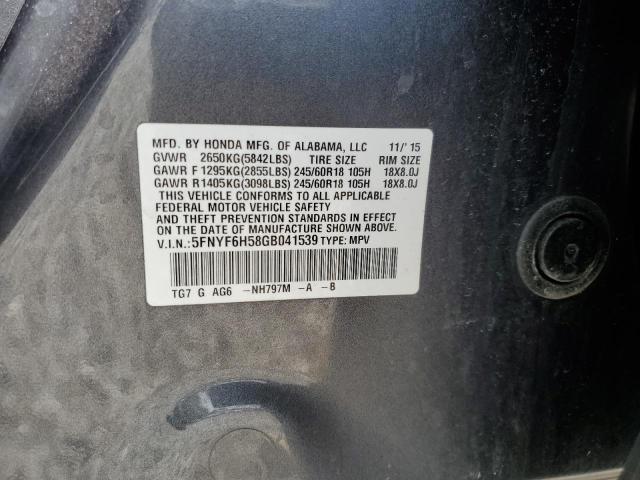 MFD. BY HONDA MFG. OF ALABAMA, LLC 11/'15
GVWR 2650KG(5842LBS) TIRE SIZE RIM SIZE
GAWR F1295KG(2855LBS) 245/60R18 105H 18X8.0J
GAWR R1405KG(3098LBS) 245/60R18 105H 18X8.0J
THIS VEHICLE CONFORMS TO ALL APPLICABLE
FEDERAL MOTOR VEHICLE SAFETY
AND THEFT PREVENTION STANDARDS IN EFFECT
ON THE DATE OF MANUFACTURE SHOWN ABOVE.
V.I.N.:5FNYF6H58GB041539 TYPE: MPV
TG7 G AG6 -NH797M -A -B